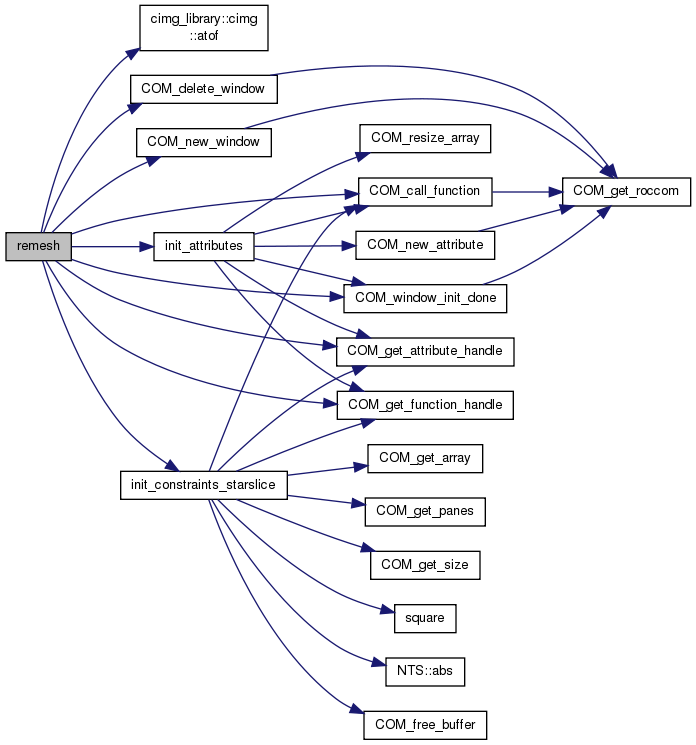 cimg_library::cimg
::atof
COM_delete_window
COM_new_window
COM_resize_array
COM_call_function
COM_get_roccom
remesh
init_attributes
COM_new_attribute
COM_window_init_done
COM_get_attribute_handle
COM_get_function_handle
COM_get_array
init_constraints_starslice
COM_get_panes
COM_get_size
square
NTS::abs
COM_free_buffer